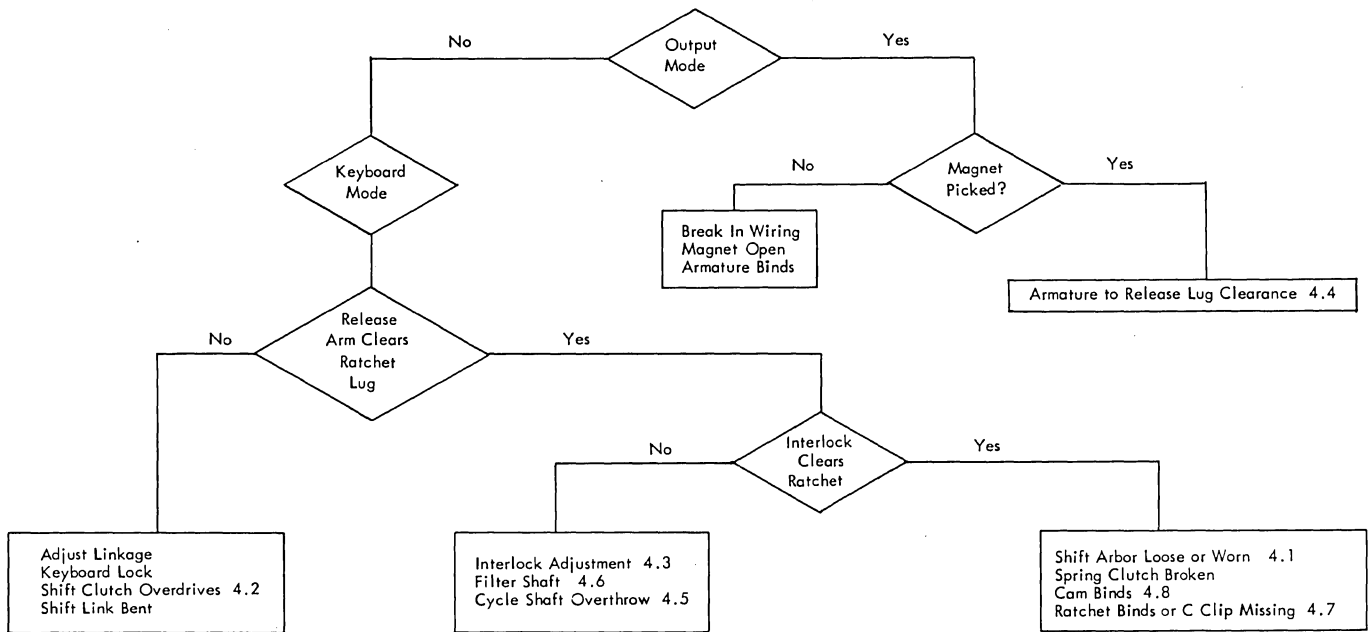 Output
Mode
No
Yes
Keyboard
Mode
Magnet
Picked?
No
Yes
Break In Wiring
Magnet Open
Armature Binds
Armature to Release Lug Clearance 4.4
Release
Arm Clears
Ratchet
Lug
No
Yes
Interlock
Clears
Ratchet
No
Yes
Adjust Linkage
Keyboard Lock
Shift Clutch Overdrives 4.2
Shift Link Bent
Interlock Adjustment 4.3
Filter Shaft 4.6
Cycle Shaft Overthrow 4.5
Shift Arbor Loose or Worn 4.1
Spring Clutch Broken
Cam Binds 4.8
Ratchet Binds or C Clip Missing 4.7